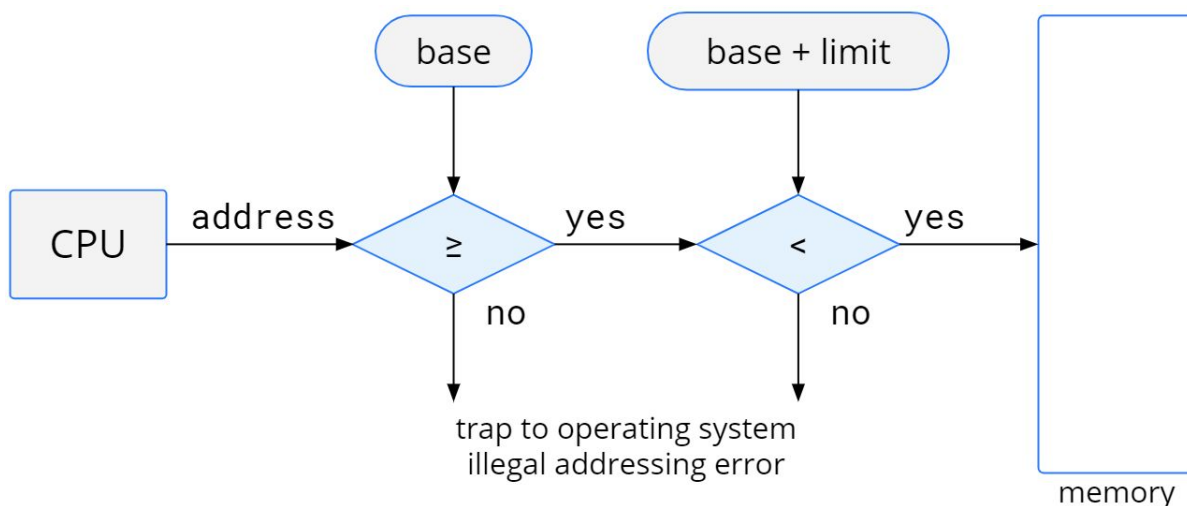 base
base + limit
CPU
address
≥
yes
<
yes
no
no
trap to operating system
illegal addressing error
memory